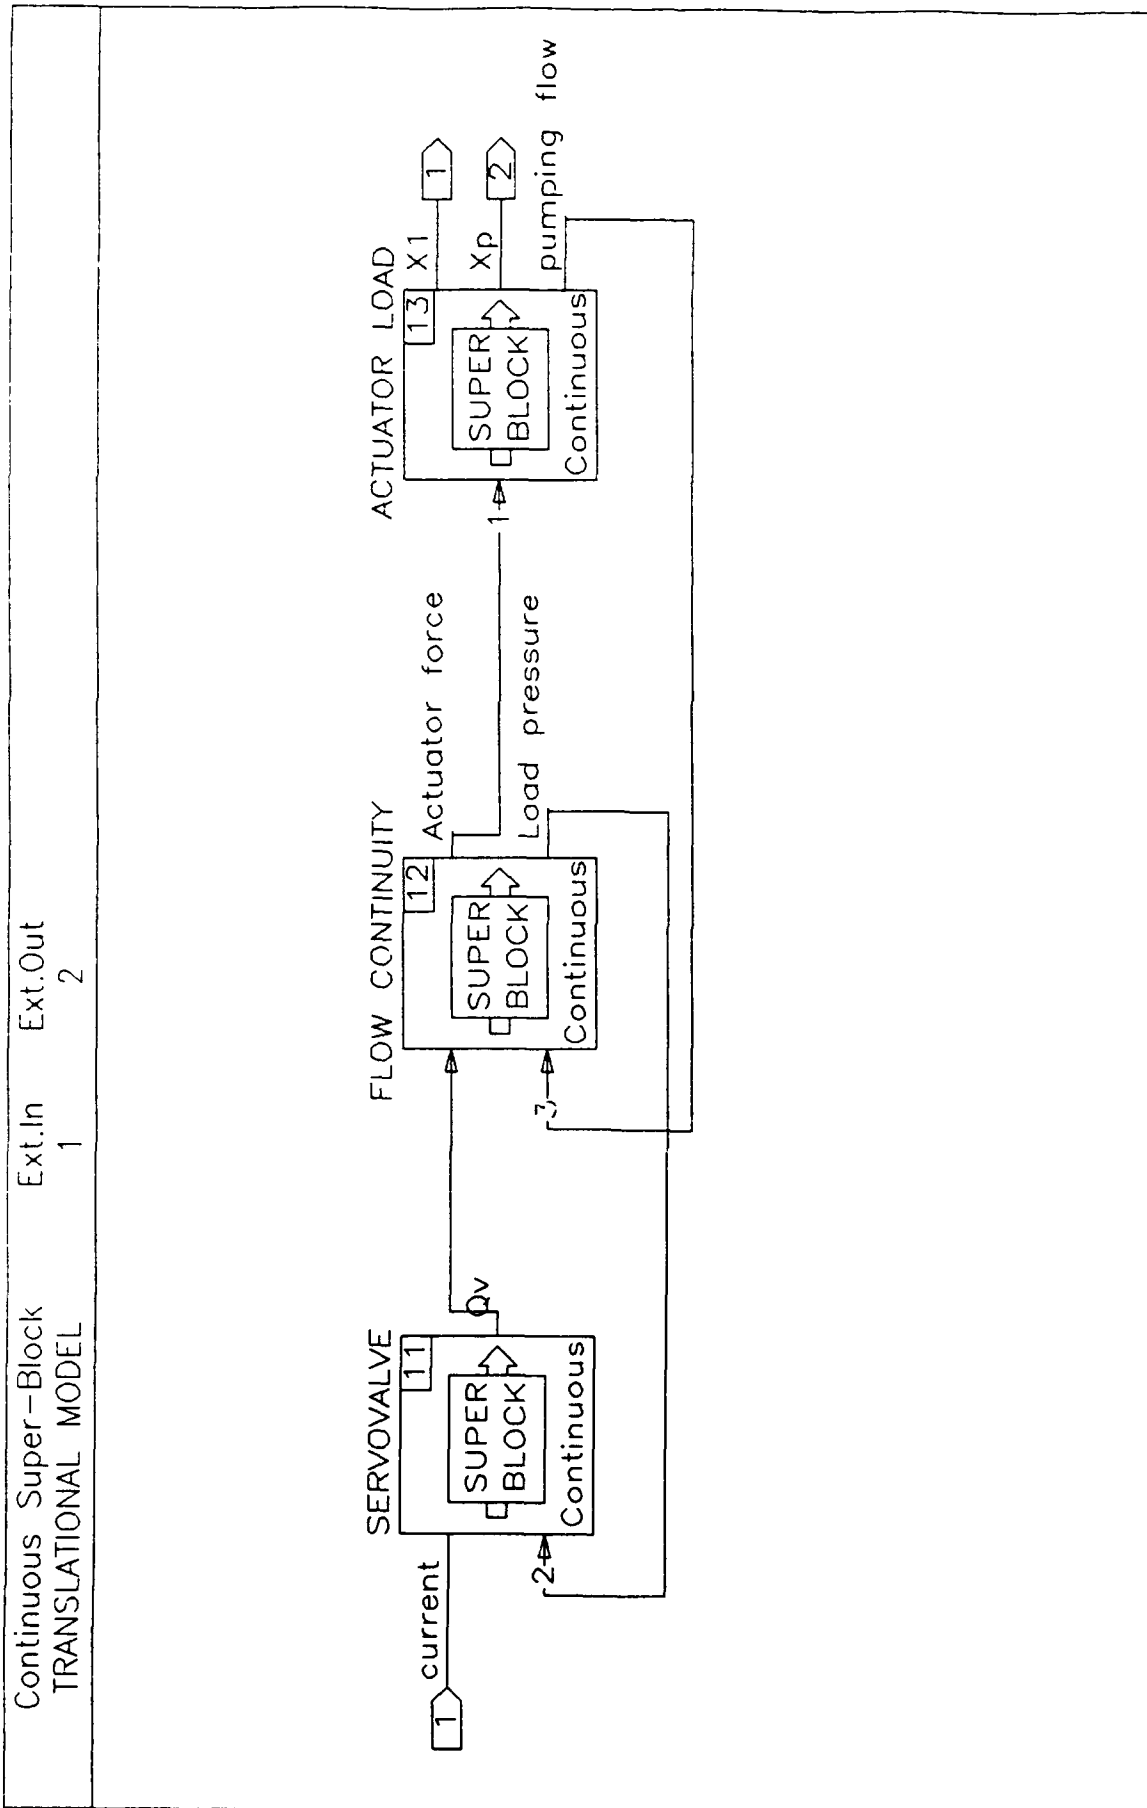 Continuous Super-Block Ext.In Ext.Out
TRANSLATIONAL MODEL 1 2
SERVOVALVE
11
SUPER
BLOCK
Continuous
1
current
2
Qv
FLOW CONTINUITY
12
SUPER
BLOCK
Continuous
3
Actuator force
Load pressure
ACTUATOR LOAD
13
SUPER
BLOCK
Continuous
1
X1
1
Xp
2
pumping flow